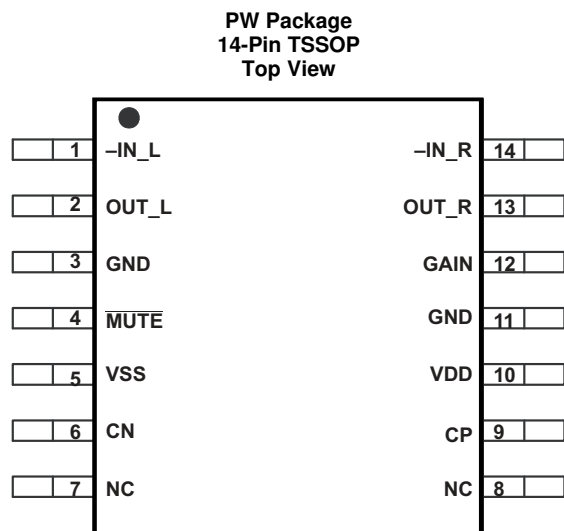 PW Package
14-Pin TSSOP
Top View
1 –IN_L –IN_R 14
2 OUT_L OUT_R 13
3 GND GAIN 12
4 MUTE GND 11
5 VSS VDD 10
6 CN CP 9
7 NC NC 8